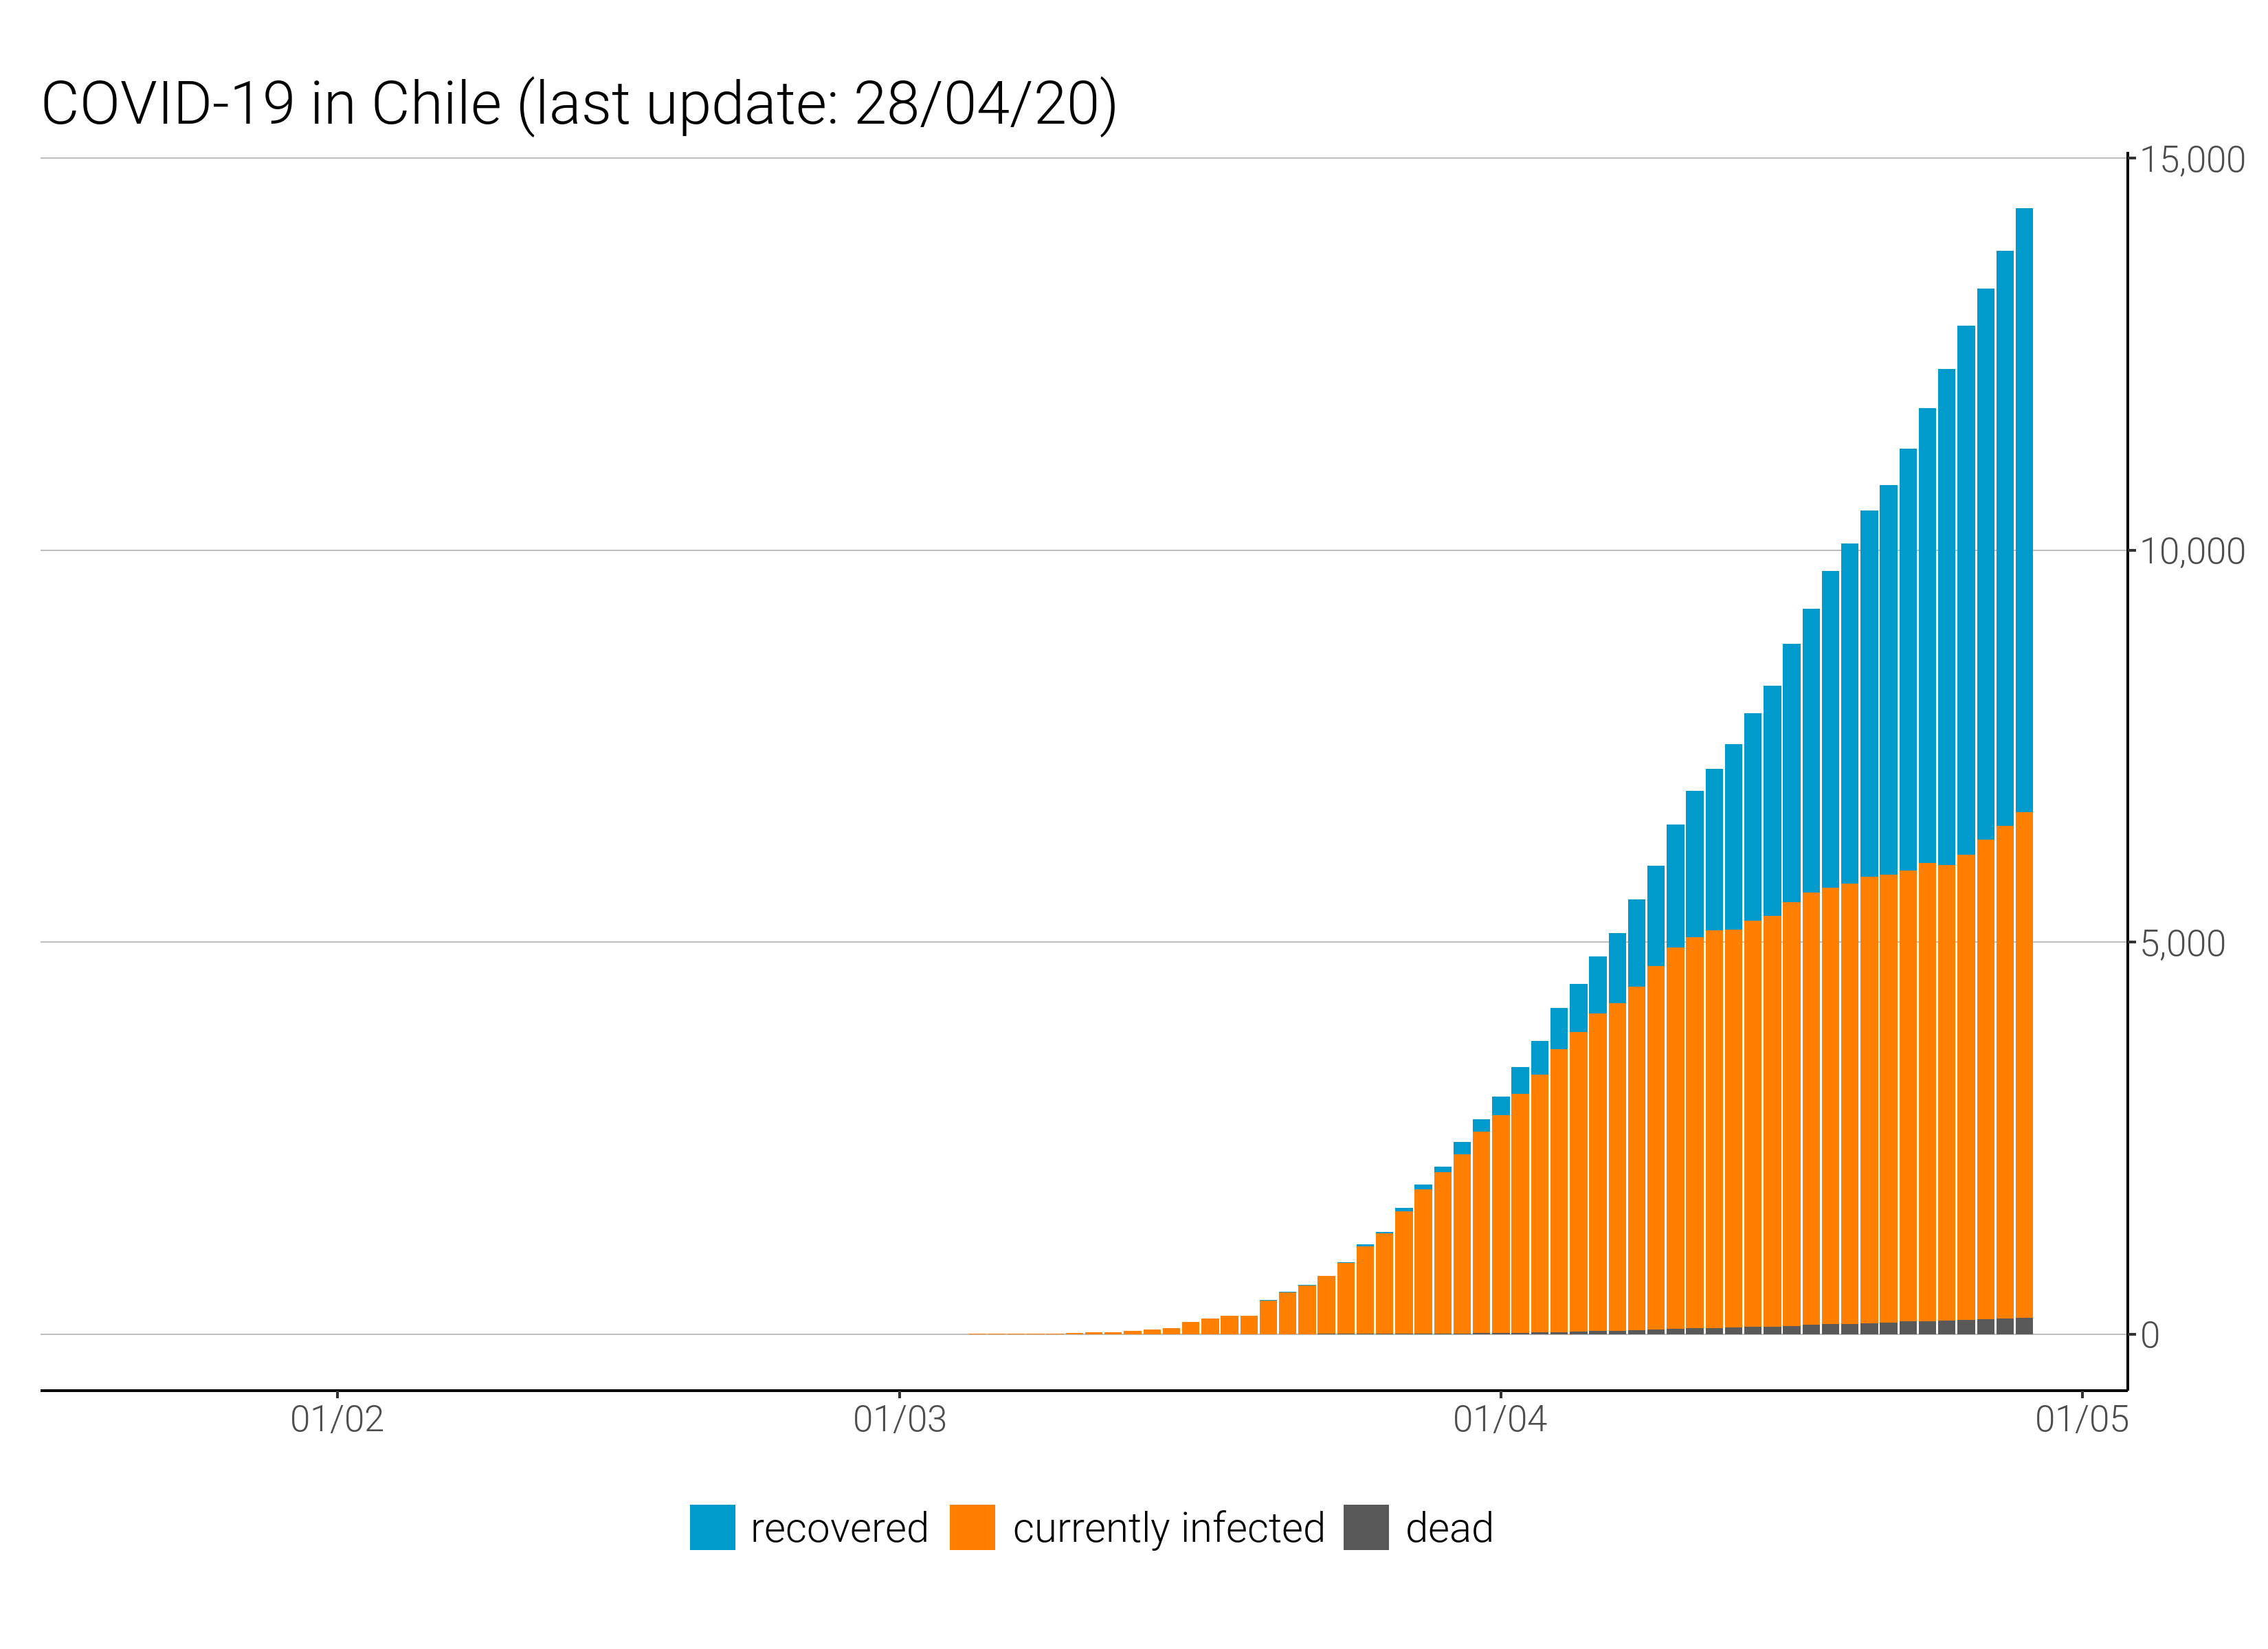 COVID-19 in Chile (last update: 28/04/20)
15,000
10,000
5,000
0
01/02 01/03 01/04 01/05
recovered currently infected dead